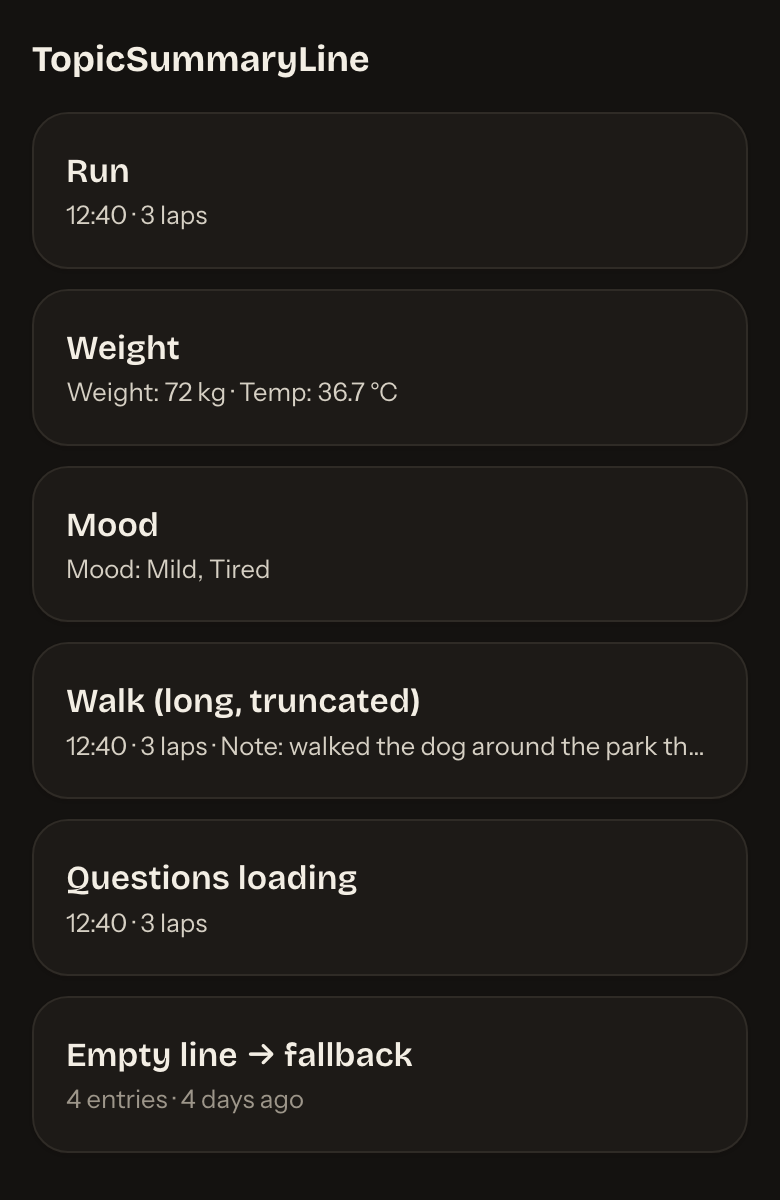 TopicSummaryLine
Run
12:40 · 3 laps
Weight
Weight: 72 kg · Temp: 36.7 °C
Mood
Mood: Mild, Tired
Walk (long, truncated)
12:40 · 3 laps · Note: walked the dog around the park th…
Questions loading
12:40 · 3 laps
Empty line → fallback
4 entries · 4 days ago